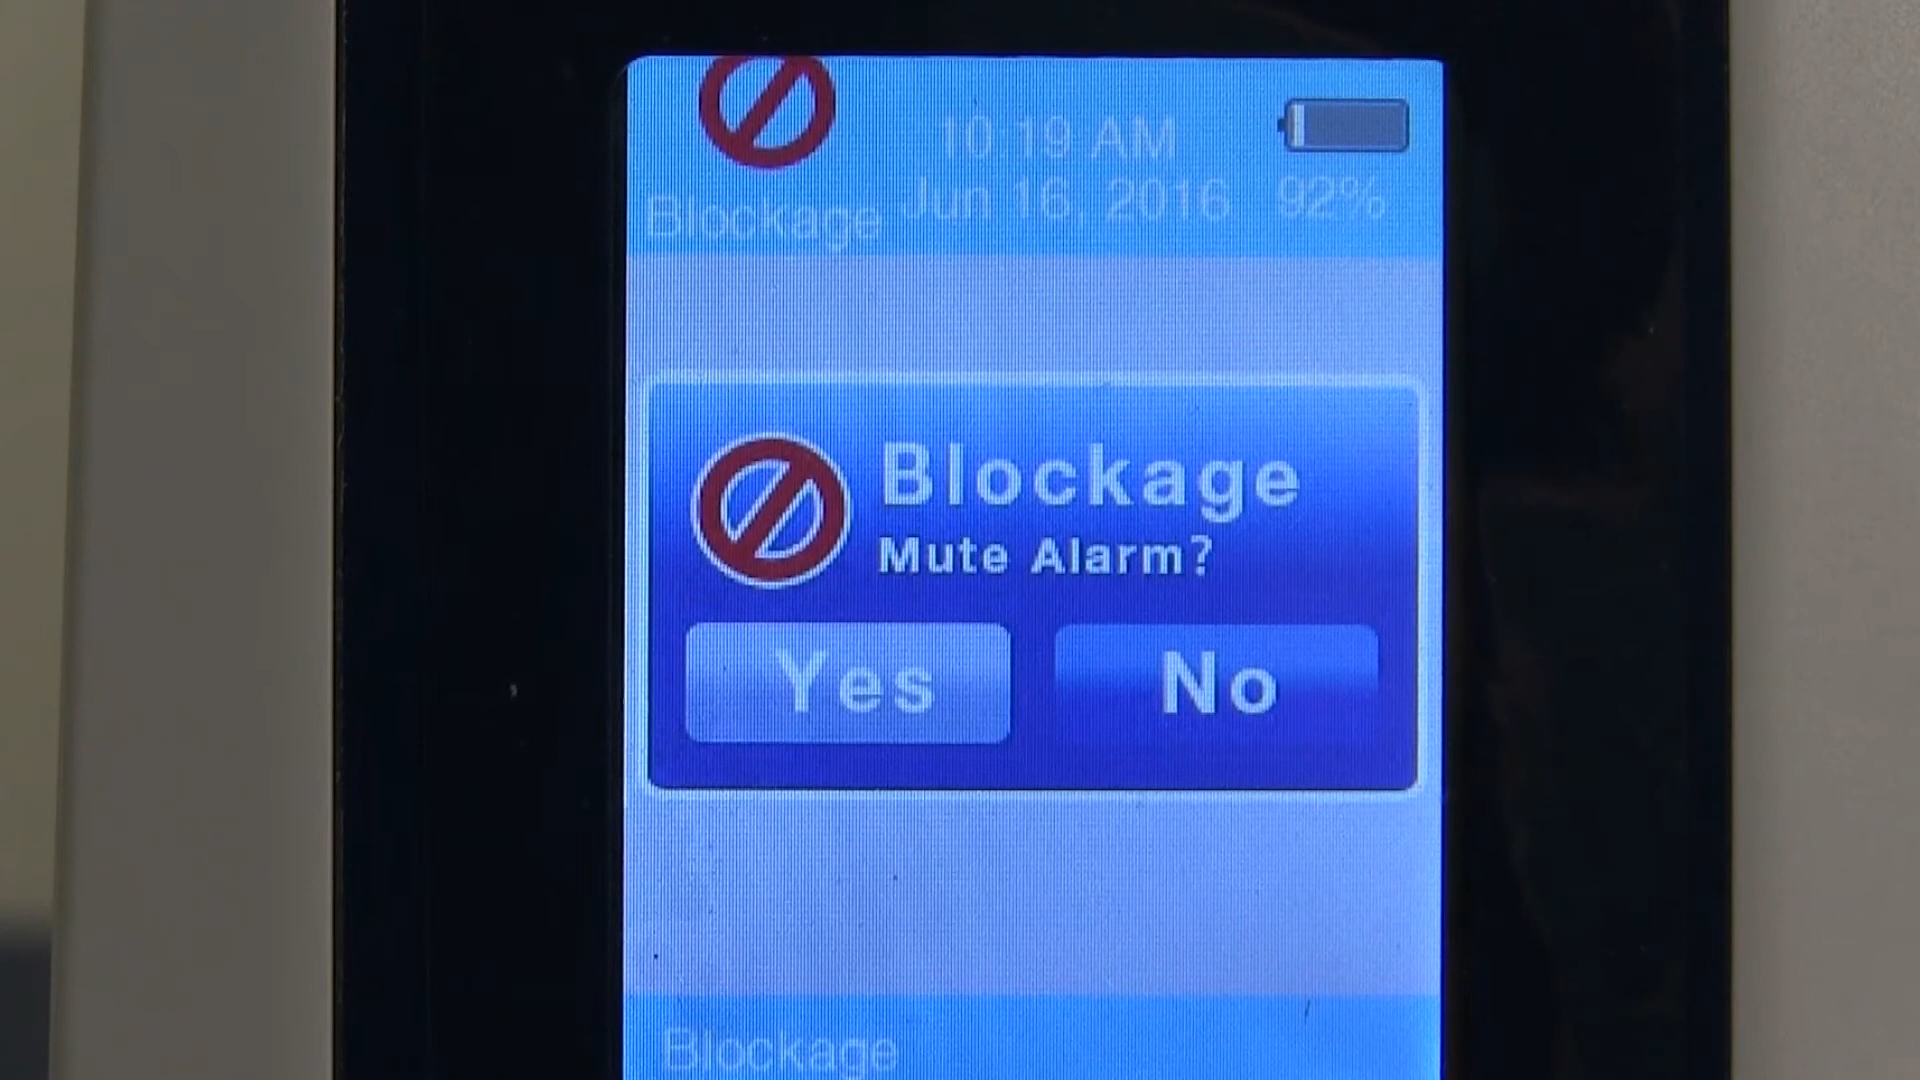 10:19 AM
Blockage Jun 16, 2016 92%
Blockage
Mute Alarm?
Yes No
Blockage